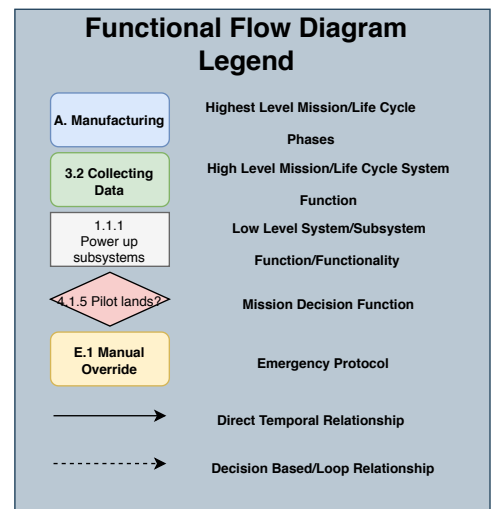 Functional Flow Diagram
Legend
A. Manufacturing
Highest Level Mission/Life Cycle
Phases
3.2 Collecting
Data
High Level Mission/Life Cycle System
Function
1.1.1
Power up
subsystems
Low Level System/Subsystem
Function/Functionality
4.1.5 Pilot lands?
Mission Decision Function
E.1 Manual
Override
Emergency Protocol
Direct Temporal Relationship
Decision Based/Loop Relationship